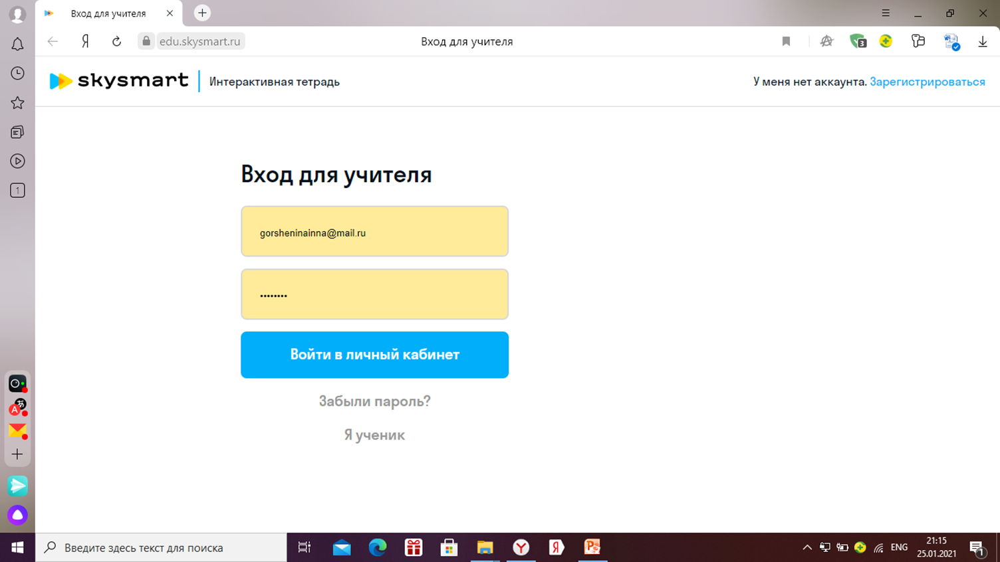 Вход для учителя
edu.skysmart.ru
Вход для учителя
3
skysmart
Интерактивная тетрадь
У меня нет аккаунта. Зарегистрироваться
1
Вход для учителя
gorsheninainna@mail.ru
Войти в личный кабинет
Забыли пароль?
Я ученик
Введите здесь текст для поиска
ENG
21:15
25.01.2021
1